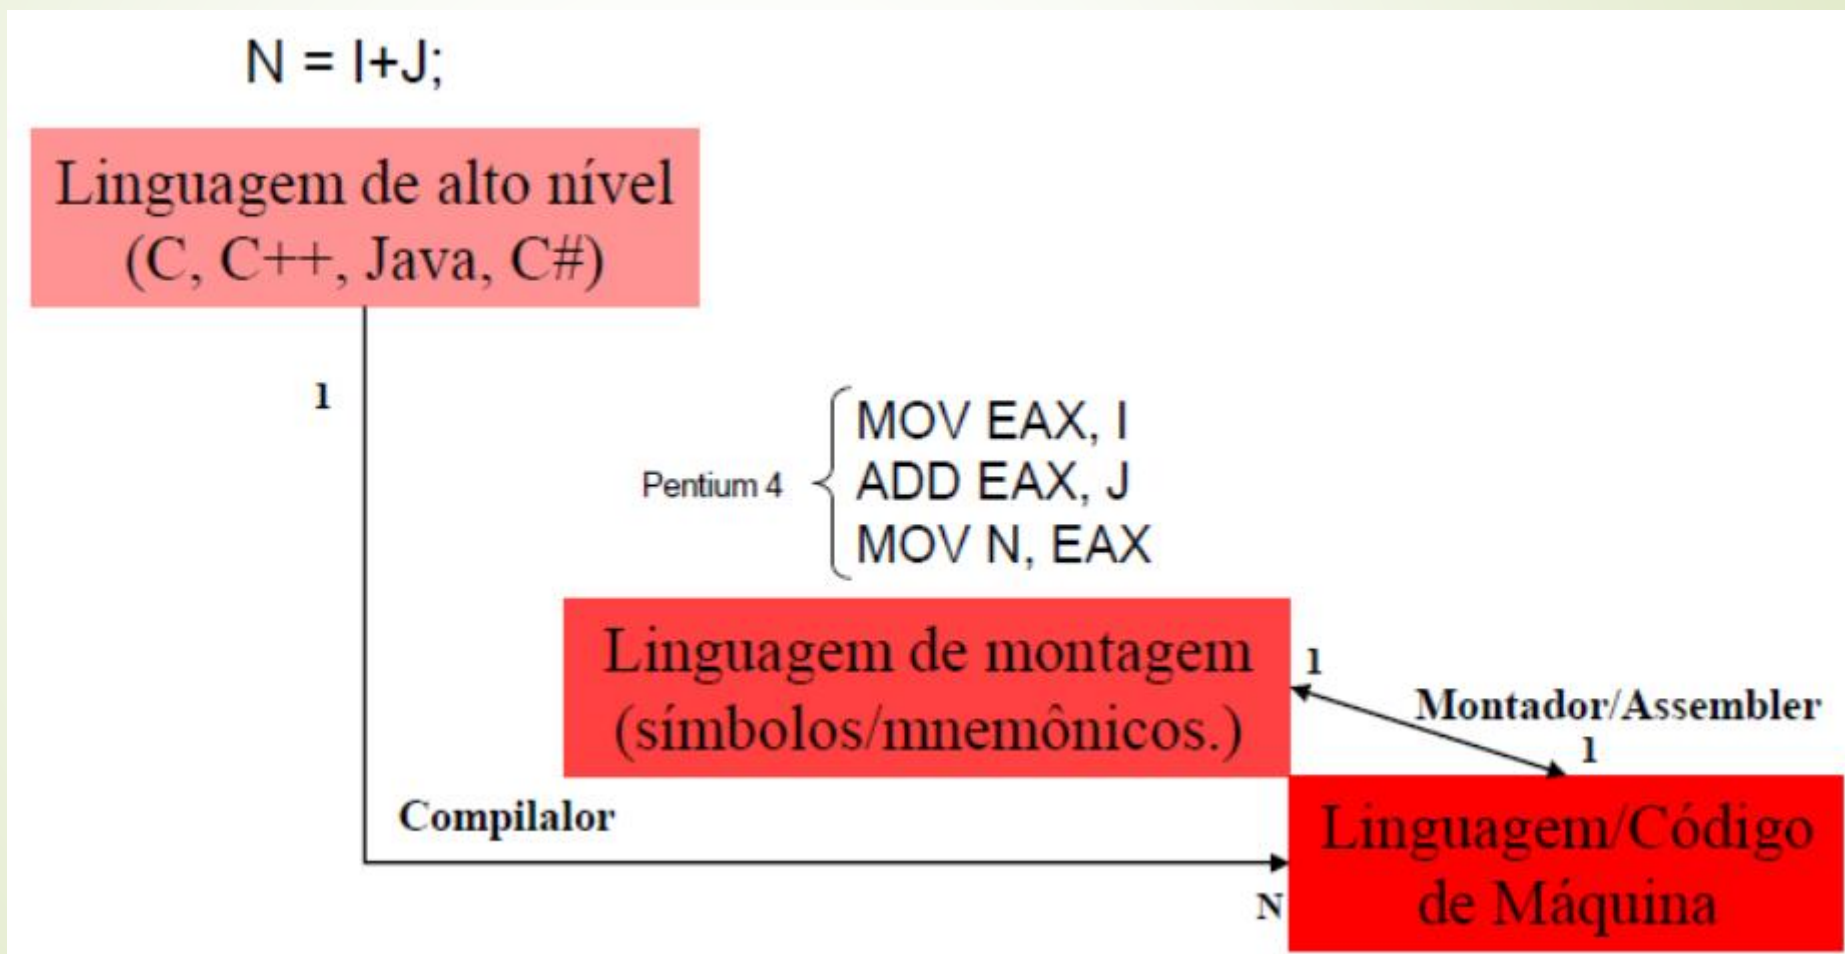 N = I+J;
Linguagem de alto nível
(C, C++, Java, C#)
1
MOV EAX, I
Pentium 4
ADD EAX, J
MOV N, EAX
Linguagem de montagem
(símbolos/mnemônicos.)
1
Montador/Assembler
1
Compilalor
Linguagem/Código
de Máquina
N